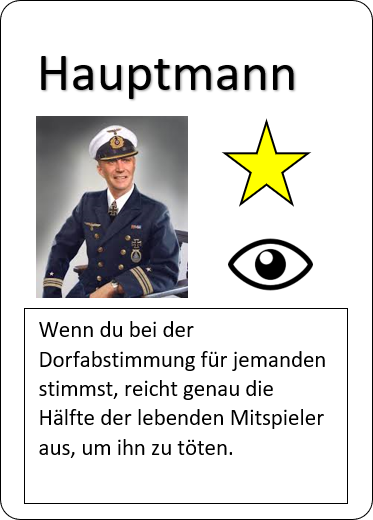 Hauptmann
Wenn du bei der
Dorfabstimmung für jemanden
stimmst, reicht genau die
Hälfte der lebenden Mitspieler
aus, um ihn zu töten.